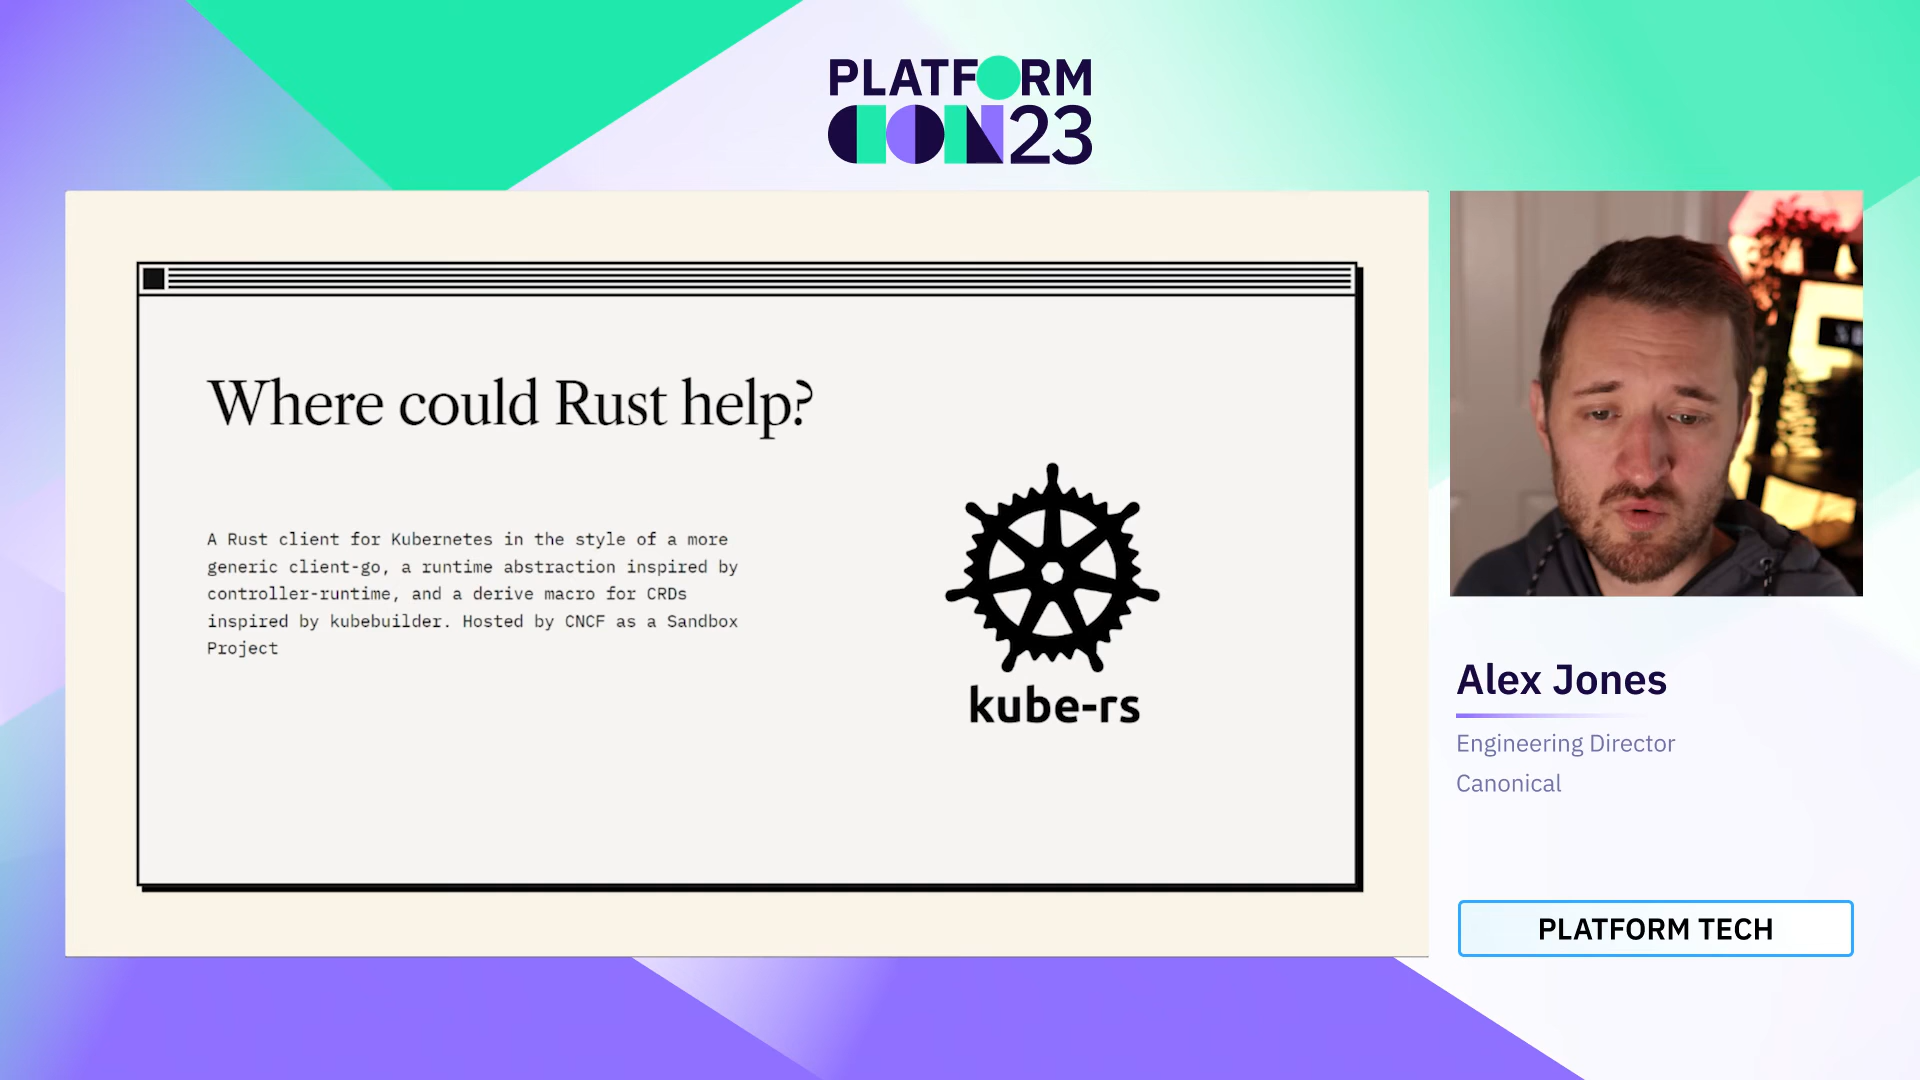 PLATFORM
CON23
Where could Rust help?
A Rust client for Kubernetes in the style of a more
generic client-go, a runtime abstraction inspired by
controller-runtime, and a derive macro for CRDs
inspired by kubebuilder. Hosted by CNCF as a Sandbox
Project
kube-rs
Alex Jones
Engineering Director
Canonical
PLATFORM TECH